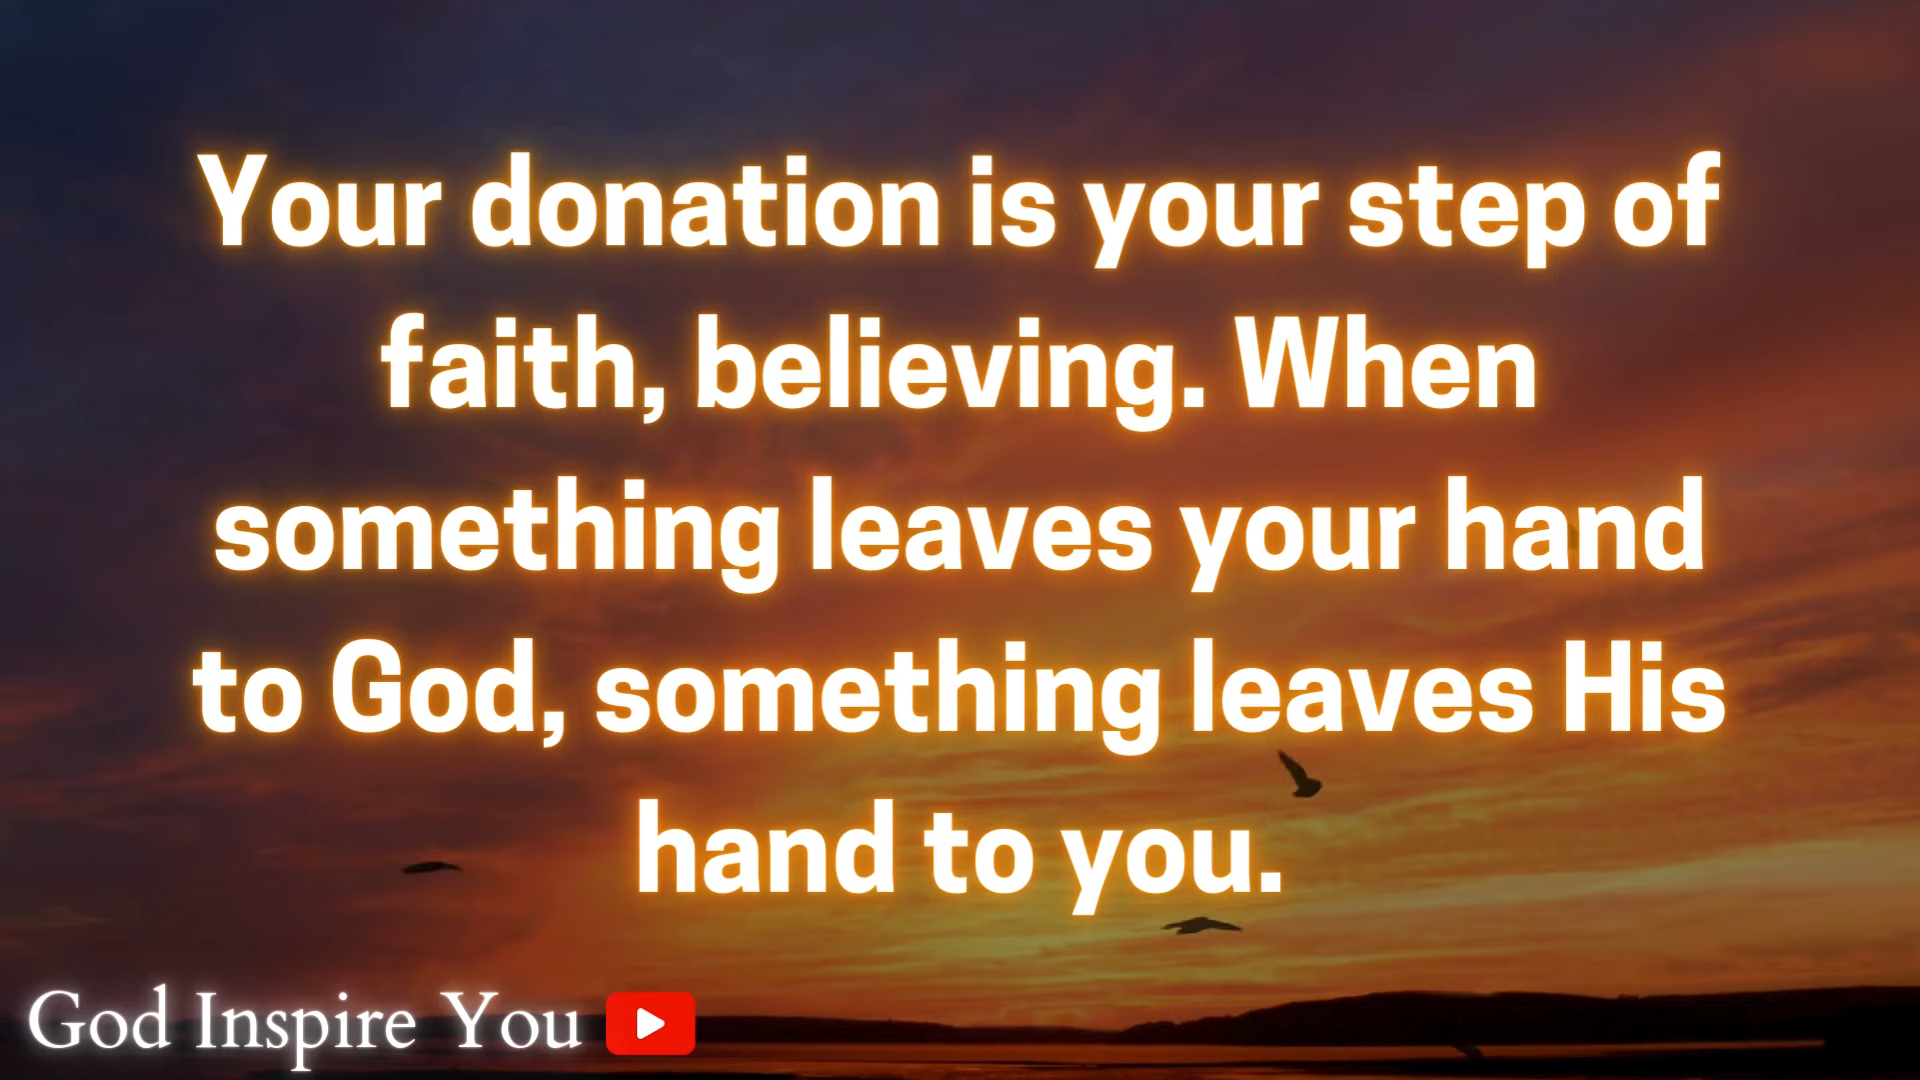 Your donation is your step of
faith, believing. When
something leaves your hand
to God, something leaves His
hand to you.
God Inspire You